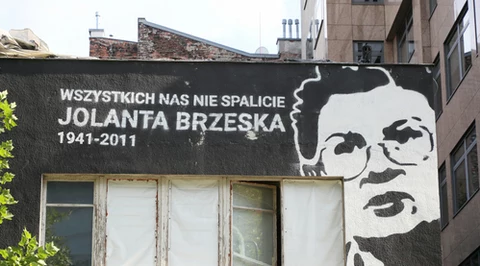 WSZYSTKICH NAS NIE SPALICIE
JOLANTA BRZESKA
1941-2011